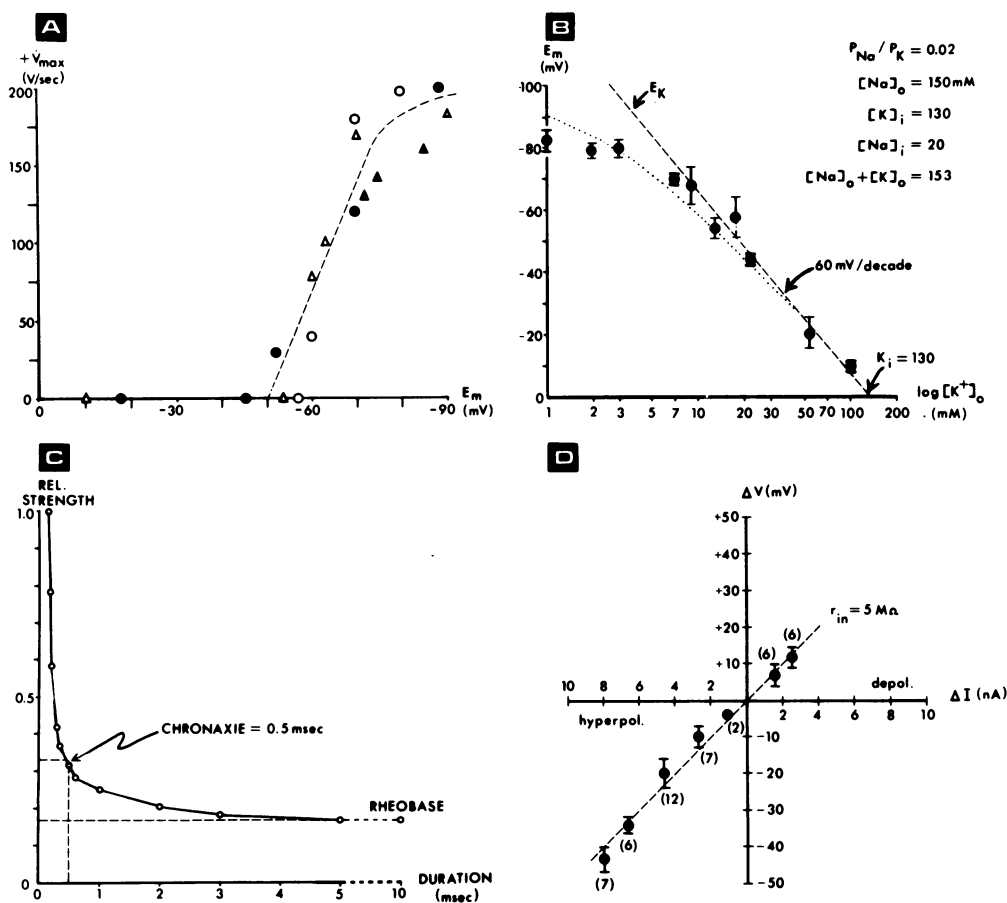 A
+V̇max
(V/sec)
200
150
100
50
0
0
-30
-60
-90
Em
(mV)
B
Em
(mV)
-100
-80
-60
-40
-20
0
EK
PNa / PK = 0.02
[Na]o = 150mM
[K]i = 130
[Na]i = 20
[Na]o + [K]o = 153
60 mV/decade
Ki = 130
log [K+]o
1 2 3 5 7 10 20 30 50 70 100 200 (mM)
C
REL.
STRENGTH
1.0
0.5
0
CHRONAXIE = 0.5 msec
RHEOBASE
DURATION
(msec)
0 1 2 3 4 5 10
D
ΔV (mV)
+50
+40
+30
+20
+10
rin = 5 MΩ
(6)
(6)
10 8 6 4 2
depol.
ΔI (nA)
hyperpol.
2 4 6 8 10
(2)
(7)
(12)
(6)
(7)
-10
-20
-30
-40
-50